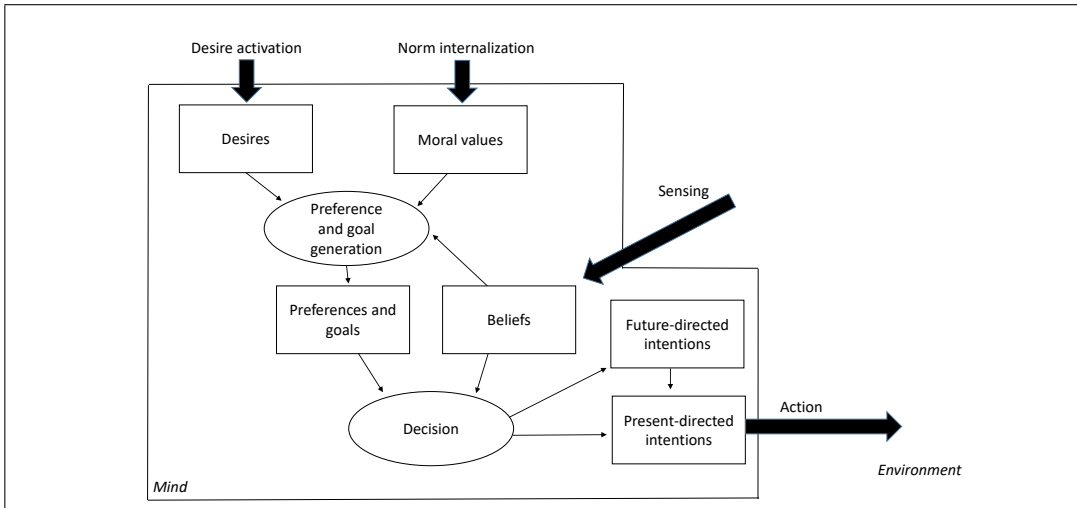 Desire activation
Norm internalization
Desires
Moral values
Sensing
Preference
and goal
generation
Preferences and
goals
Beliefs
Future-directed
intentions
Decision
Present-directed
intentions
Action
Environment
Mind